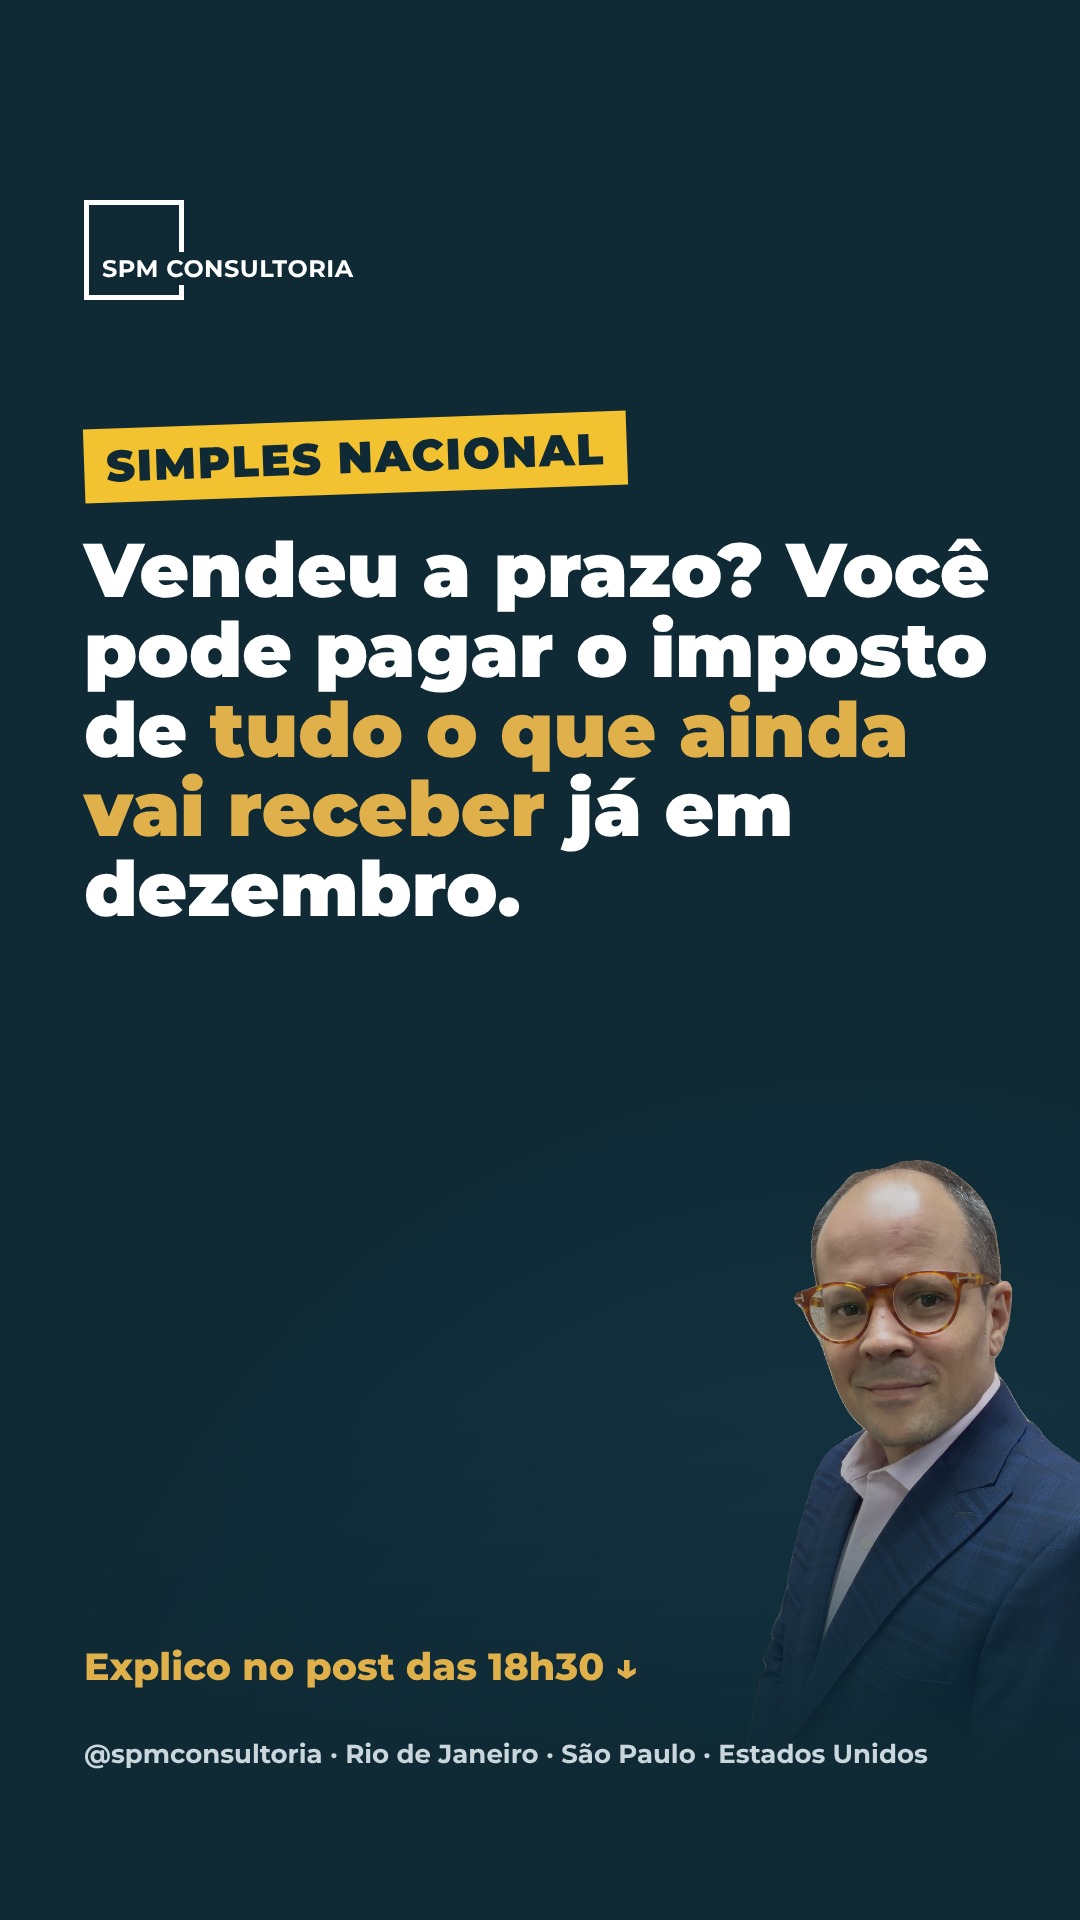 SPM CONSULTORIA
SIMPLES NACIONAL
Vendeu a prazo? Você
pode pagar o imposto
de tudo o que ainda
vai receber já em
dezembro.
Explico no post das 18h30 ↓
@spmconsultoria · Rio de Janeiro · São Paulo · Estados Unidos